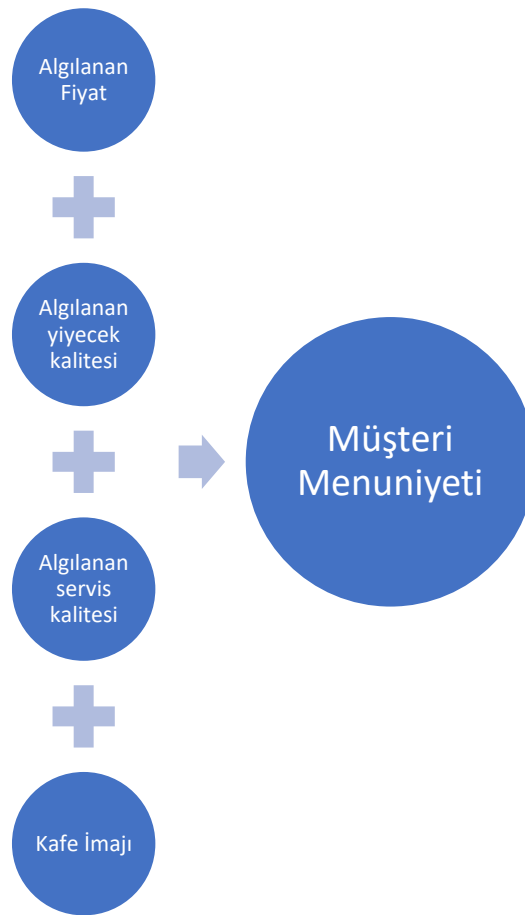 Algılanan
Fiyat
Algılanan
yiyecek
kalitesi
Algılanan
servis
kalitesi
Kafe İmajı
Müşteri
Menuniyeti